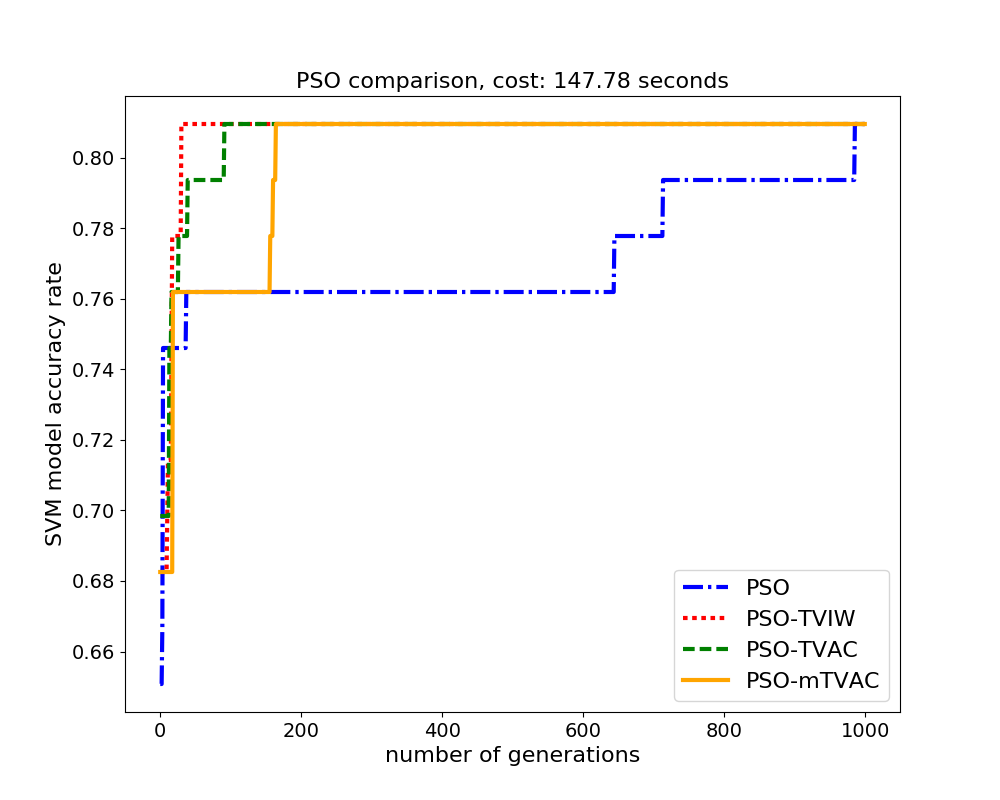 PSO comparison, cost: 147.78 seconds
SVM model accuracy rate
0.80
0.78
0.76
0.74
0.72
0.70
0.68
0.66
PSO
PSO-TVIW
PSO-TVAC
PSO-mTVAC
0 200 400 600 800 1000
number of generations